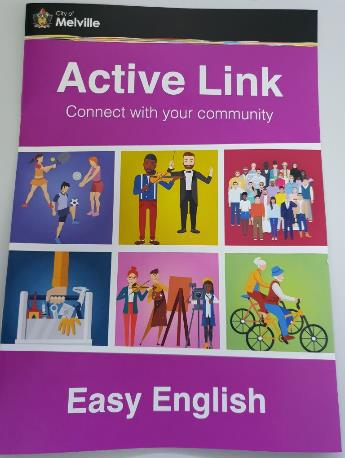 City of
Melville
Active Link
Connect with your community
Easy English